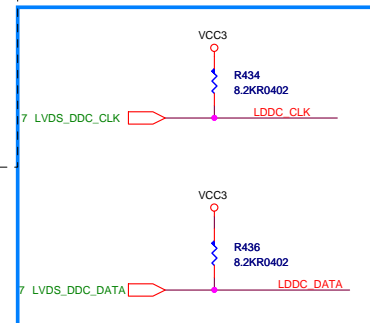 VCC3
R434
8.2KR0402
7 LVDS_DDC_CLK
LDDC_CLK
VCC3
R436
8.2KR0402
7 LVDS_DDC_DATA
LDDC_DATA